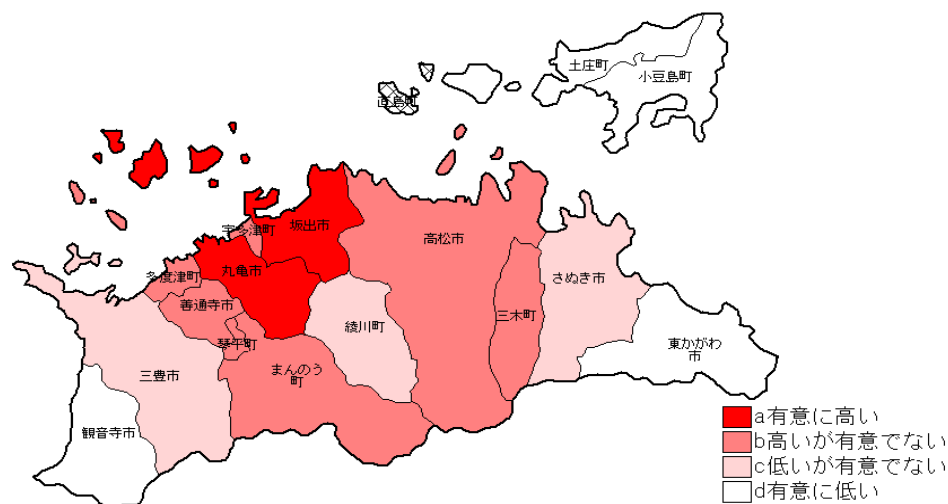 土庄町
小豆島町
直島町
宇多津町
坂出市
高松市
丸亀市
多度津町
さぬき市
善通寺市
三木町
綾川町
琴平町
東かがわ
市
まんのう
町
三豊市
観音寺市
a有意に高い
b高いが有意でない
c低いが有意でない
d有意に低い